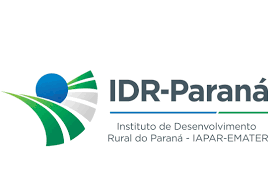 IDR-Paraná
Instituto de Desenvolvimento
Rural do Paraná - IAPAR-EMATER